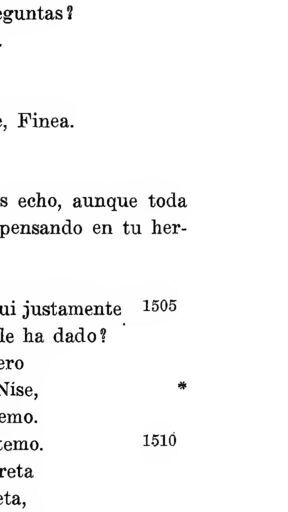 eguntas?
.
e, Finea.
s echo, aunque toda
pensando en tu her-
ui justamente 1505
le ha dado?
ero
Nise, *
emo.
temo. 1510
reta
eta,